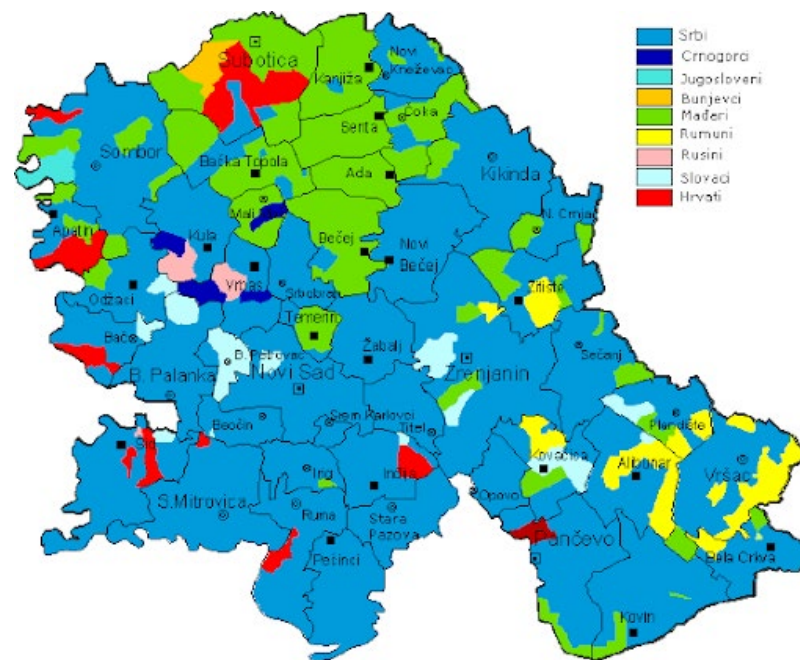 Subotica
Novi
Kneževac
Kanjiža
Senta
Čoka
Sombor
Bačka Topola
Ada
Kikinda
Mali
N. Crnja
Apatin
Kula
Bečej
Novi
Bečej
Odžaci
Vrbas
Srbobran
Žitište
Temerin
Bač
B. Petrovac
Žabalj
Sečanj
B. Palanka
Novi Sad
Zrenjanin
Beočin
Srem.Karlovci
Titel
Plandište
Šid
Kovačica
Alibunar
Vršac
Irig
Inđija
Opovo
S.Mitrovica
Ruma
Stara
Pazova
Pančevo
Pećinci
Bela Crkva
Kovin
Srbi
Crnogorci
Jugosloveni
Bunjevci
Mađari
Rumuni
Rusini
Slovaci
Hrvati